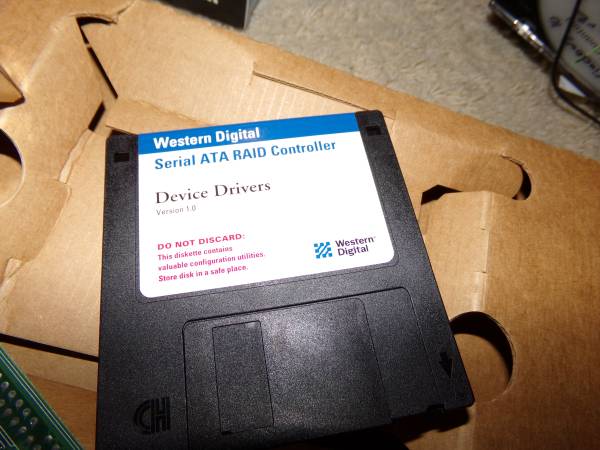 Western Digital
Serial ATA RAID Controller
Device Drivers
Version 1.0
DO NOT DISCARD:
This diskette contains
valuable configuration utilities.
Store disk in a safe place.
Western
Digital
HD